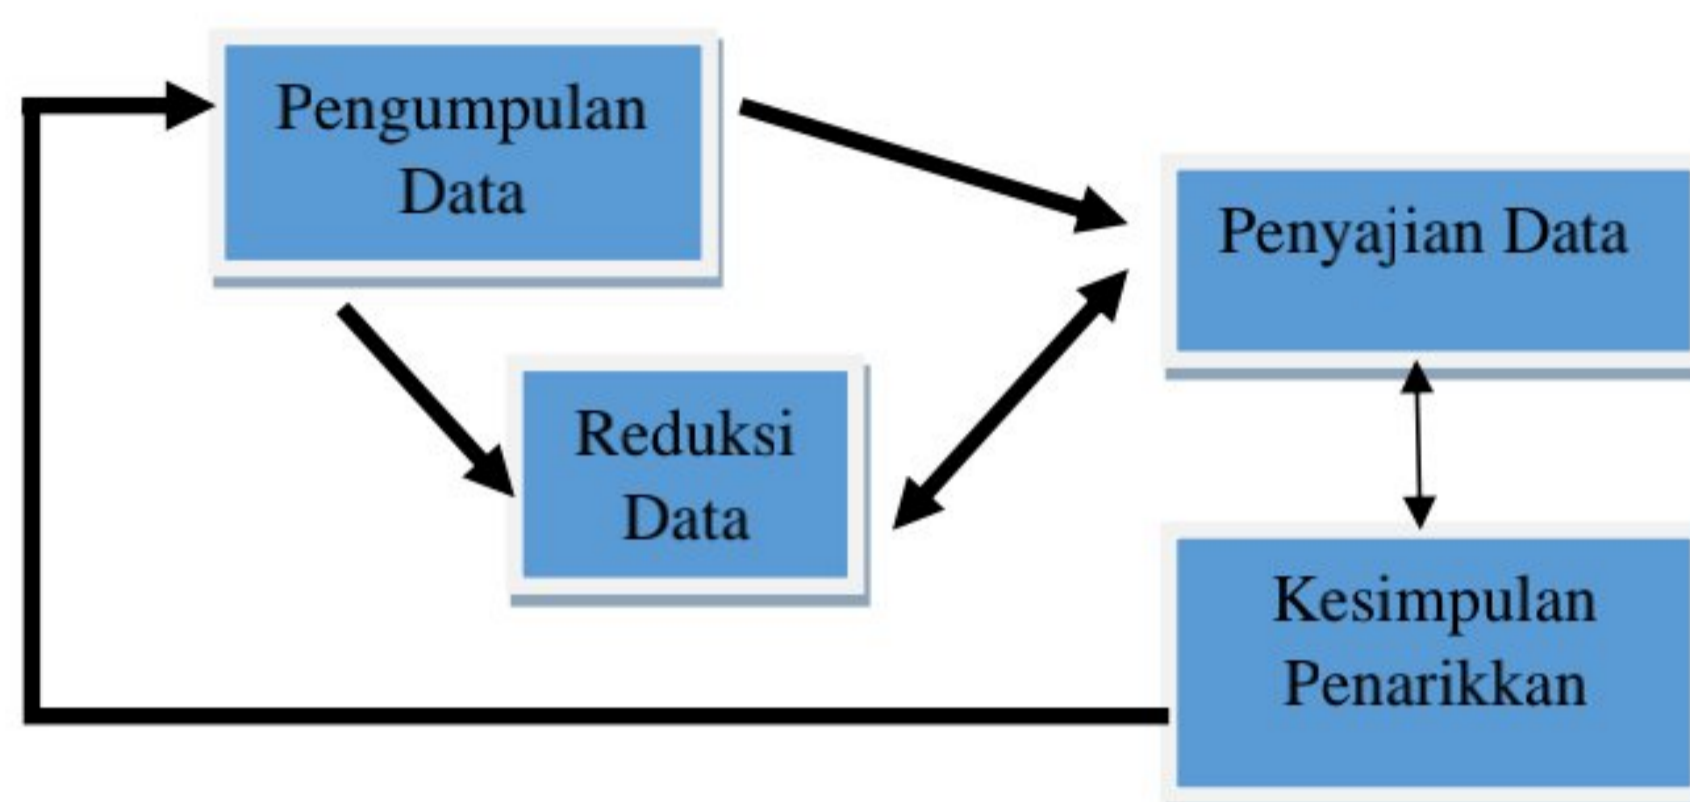 Pengumpulan
Data
Penyajian Data
Reduksi
Data
Kesimpulan
Penarikkan